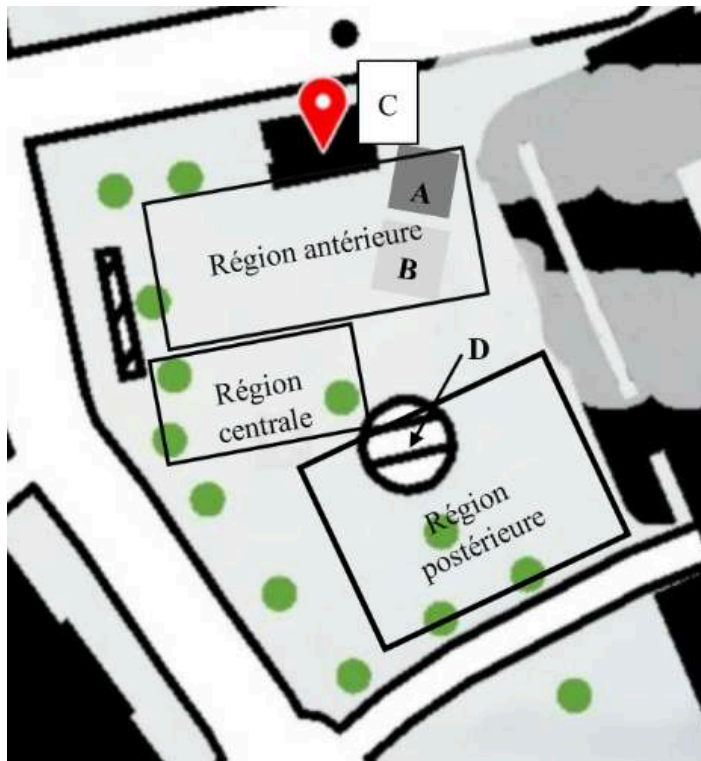 C
A
Région antérieure
B
D
Région
centrale
Région
postérieure